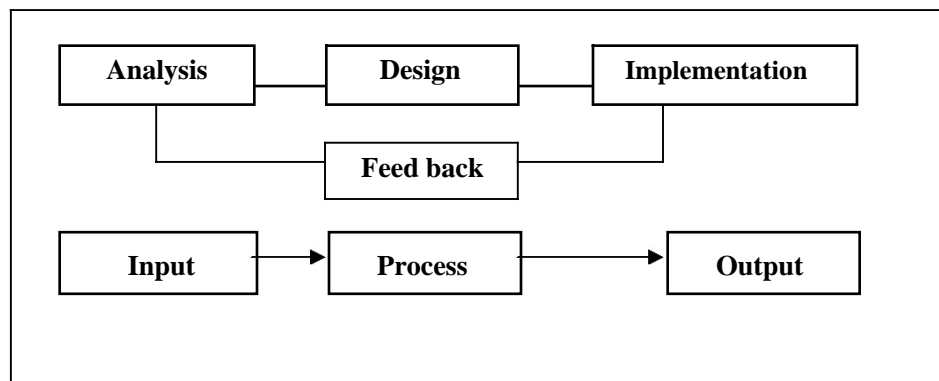 Analysis
Design
Implementation
Feed back
Input
Process
Output